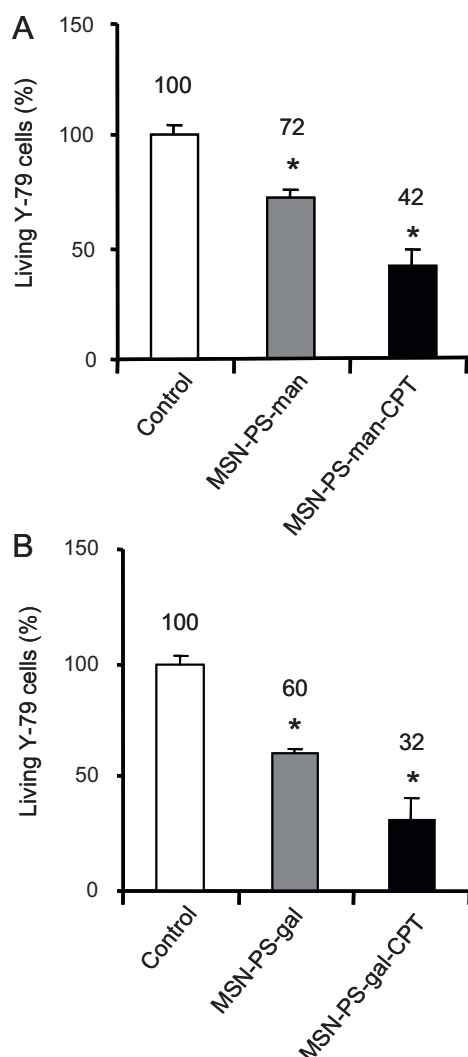 A
Living Y-79 cells (%)
150
100
50
0
100
72
*
42
*
Control
MSN-PS-man
MSN-PS-man-CPT
B
Living Y-79 cells (%)
150
100
50
0
100
60
*
32
*
Control
MSN-PS-gal
MSN-PS-gal-CPT